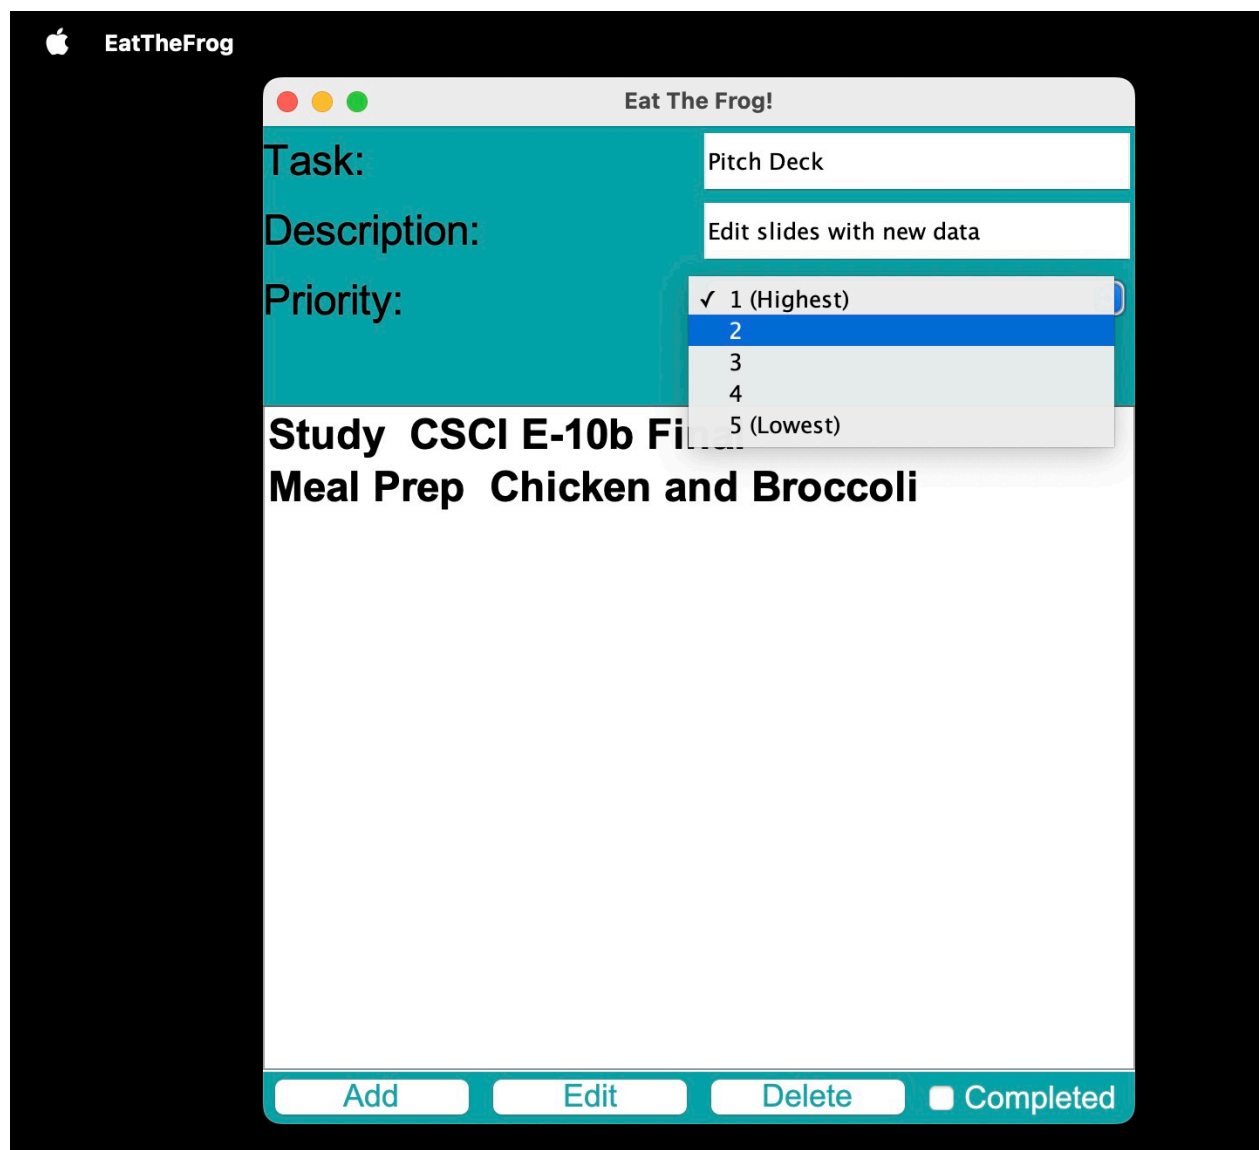 EatTheFrog
Eat The Frog!
Task:
Pitch Deck
Description:
Edit slides with new data
Priority:
✓ 1 (Highest)
2
3
4
5 (Lowest)
Study  CSCI E-10b Final
Meal Prep  Chicken and Broccoli
Add
Edit
Delete
Completed